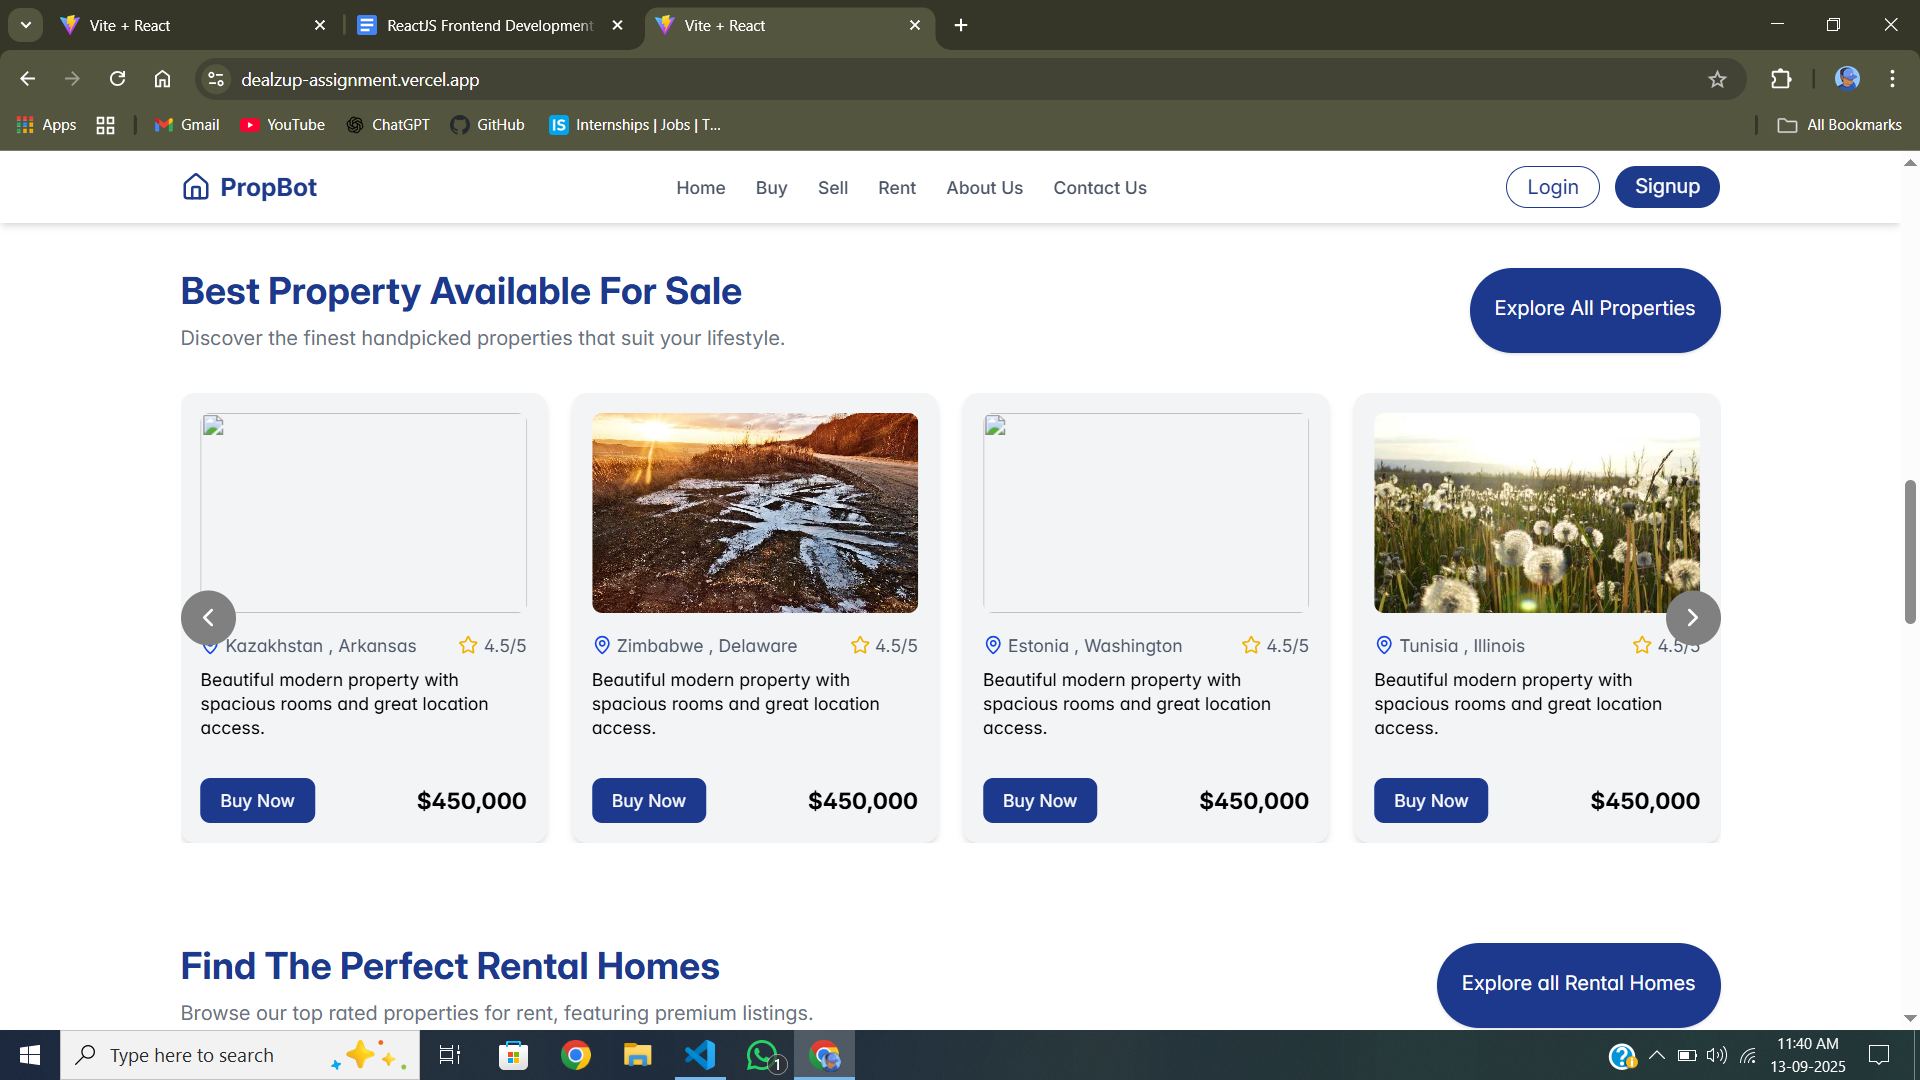 Vite + React
ReactJS Frontend Development
Vite + React
dealzup-assignment.vercel.app
Apps
Gmail
YouTube
ChatGPT
GitHub
IS
Internships | Jobs | T...
All Bookmarks
PropBot
Home
Buy
Sell
Rent
About Us
Contact Us
Login
Signup
Best Property Available For Sale
Discover the finest handpicked properties that suit your lifestyle.
Explore All Properties
Kazakhstan , Arkansas
4.5/5
Beautiful modern property with
spacious rooms and great location
access.
Buy Now
$450,000
Zimbabwe , Delaware
4.5/5
Beautiful modern property with
spacious rooms and great location
access.
Buy Now
$450,000
Estonia , Washington
4.5/5
Beautiful modern property with
spacious rooms and great location
access.
Buy Now
$450,000
Tunisia , Illinois
4.5/5
Beautiful modern property with
spacious rooms and great location
access.
Buy Now
$450,000
Find The Perfect Rental Homes
Browse our top rated properties for rent, featuring premium listings.
Explore all Rental Homes
Type here to search
1
11:40 AM
13-09-2025